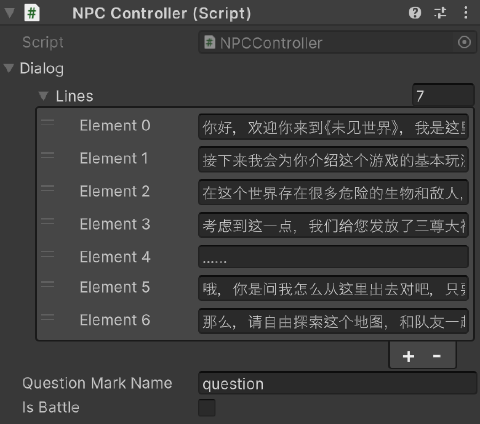 NPC Controller (Script)
Script NPCController
Dialog
Lines 7
Element 0 你好，欢迎你来到《未见世界》，我是这里
Element 1 接下来我会为你介绍这个游戏的基本玩法
Element 2 在这个世界存在很多危险的生物和敌人，
Element 3 考虑到这一点，我们给您发放了三尊大
Element 4 ......
Element 5 哦，你是问我怎么从这里出去对吧，只
Element 6 那么，请自由探索这个地图，和队友一起
+ -
Question Mark Name question
Is Battle